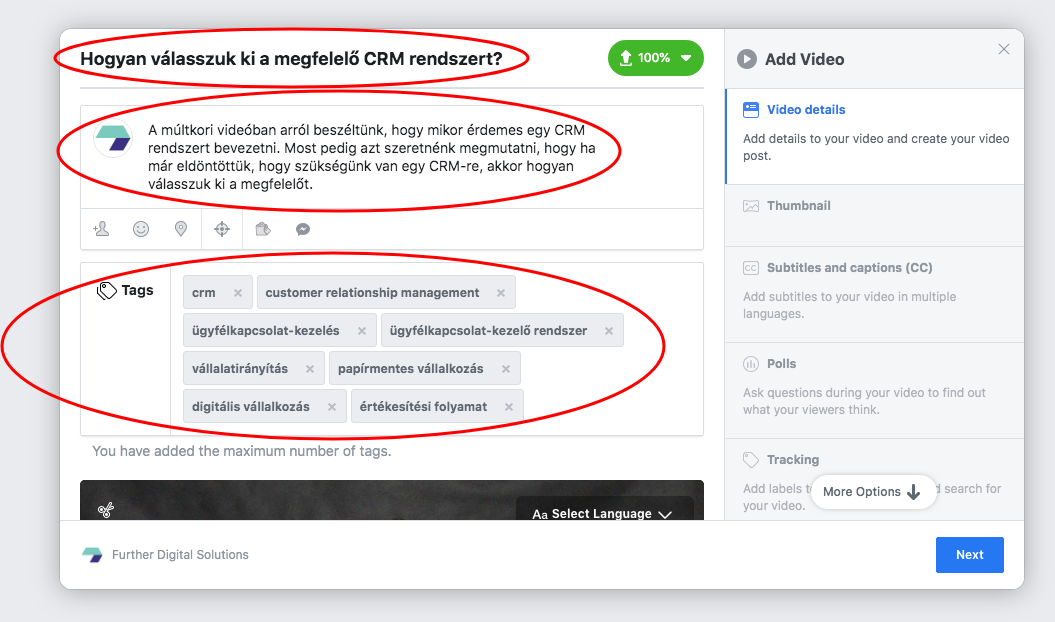 Hogyan válasszuk ki a megfelelő CRM rendszert?
100%
A múltkori videóban arról beszéltünk, hogy mikor érdemes egy CRM
rendszert bevezetni. Most pedig azt szeretnénk megmutatni, hogy ha
már eldöntöttük, hogy szükségünk van egy CRM-re, akkor hogyan
válasszuk ki a megfelelőt.
Tags
crm × customer relationship management ×
ügyfélkapcsolat-kezelés × ügyfélkapcsolat-kezelő rendszer ×
vállalatirányítás × papírmentes vállalkozás ×
digitális vállalkozás × értékesítési folyamat ×
You have added the maximum number of tags.
Aa Select Language
Further Digital Solutions
Add Video
Video details
Add details to your video and create your video
post.
Thumbnail
CC Subtitles and captions (CC)
Add subtitles to your video in multiple
languages.
Polls
Ask questions during your video to find out
what your viewers think.
Tracking
Add labels search for
your video.
More Options
Next